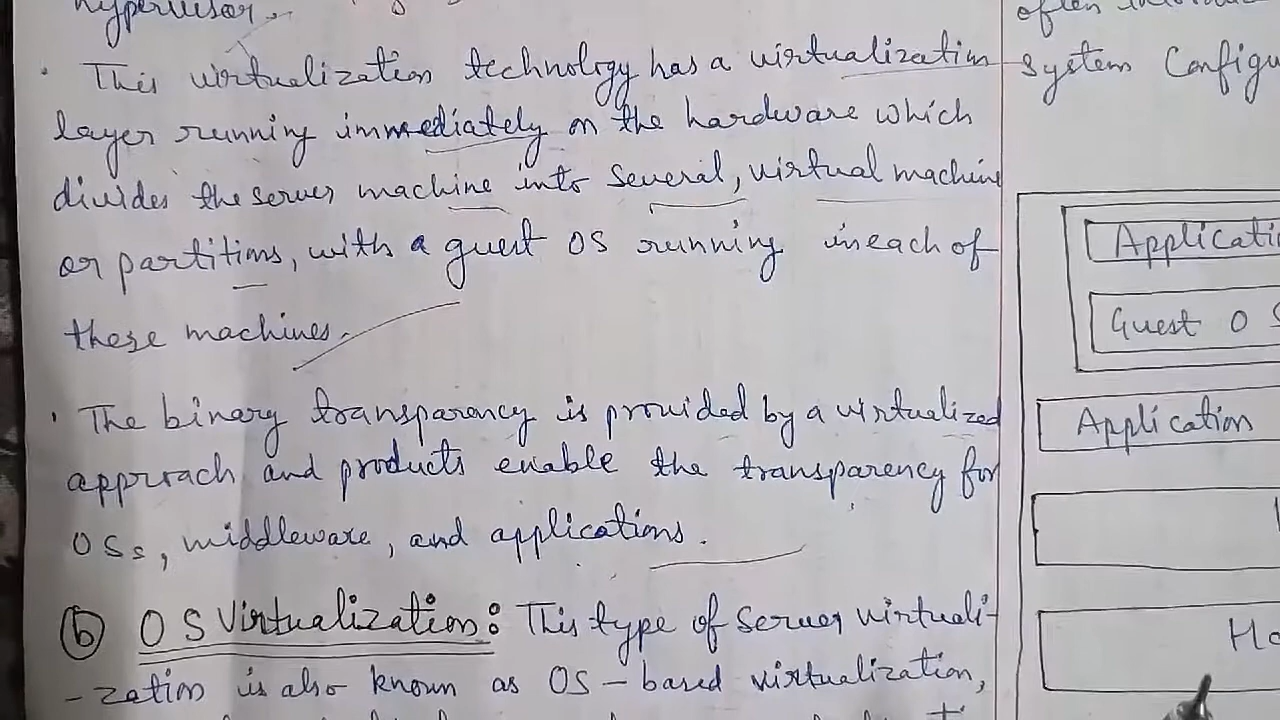 hypervisor.
• This virtualization technology has a virtualization
layer running immediately on the hardware which
divides the server machine into several, virtual machine
or partitions, with a guest OS running in each of
these machines.
• The binary transparency is provided by a virtualized
approach and products enable the transparency for
OSs, middleware, and applications.
(b) OS Virtualization: This type of Server virtuali-
-zation is also known as OS-based virtualization,
often
System Configu
Applicati
Guest OS
Application
Ho